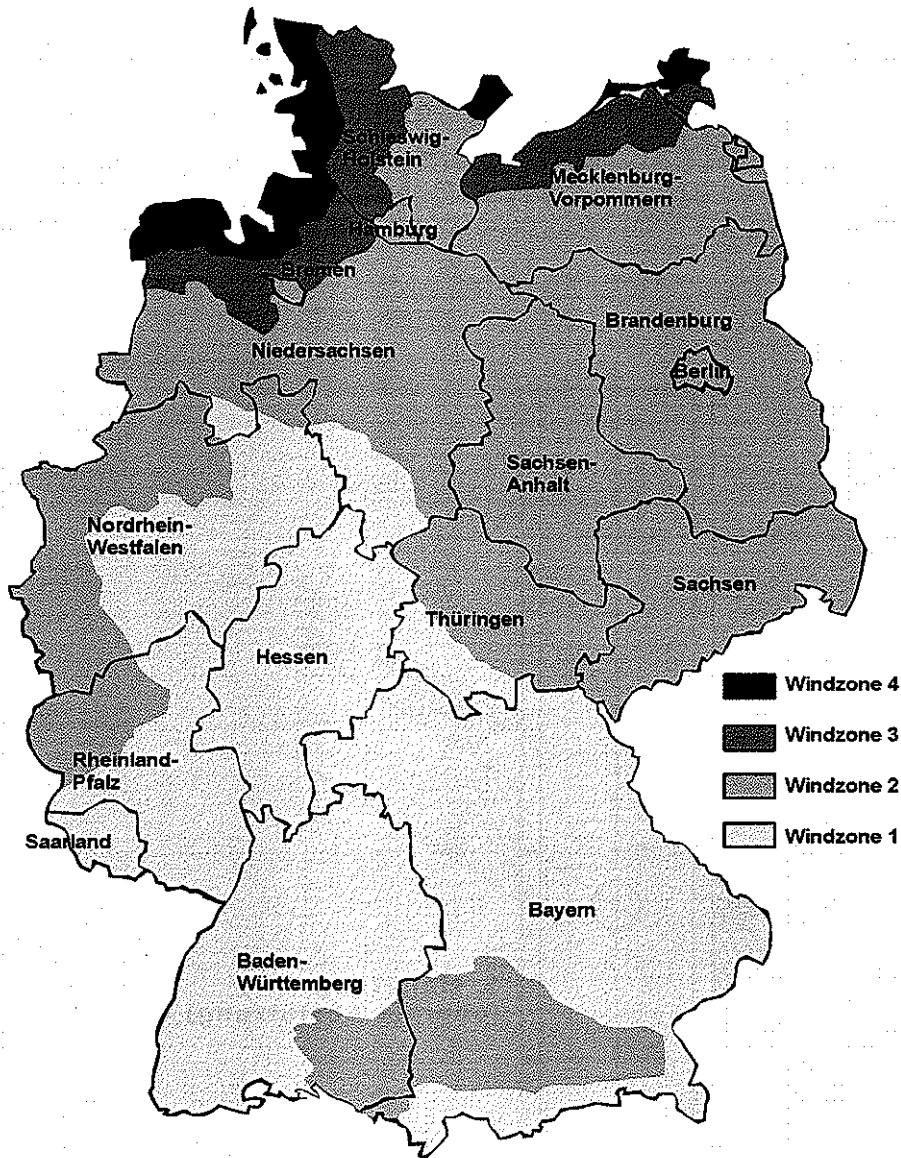 Schleswig-
Holstein
Mecklenburg-
Vorpommern
Hamburg
Bremen
Brandenburg
Niedersachsen
Berlin
Sachsen-
Anhalt
Nordrhein-
Westfalen
Sachsen
Thüringen
Hessen
Windzone 4
Windzone 3
Rheinland-
Pfalz
Windzone 2
Saarland
Windzone 1
Bayern
Baden-
Württemberg